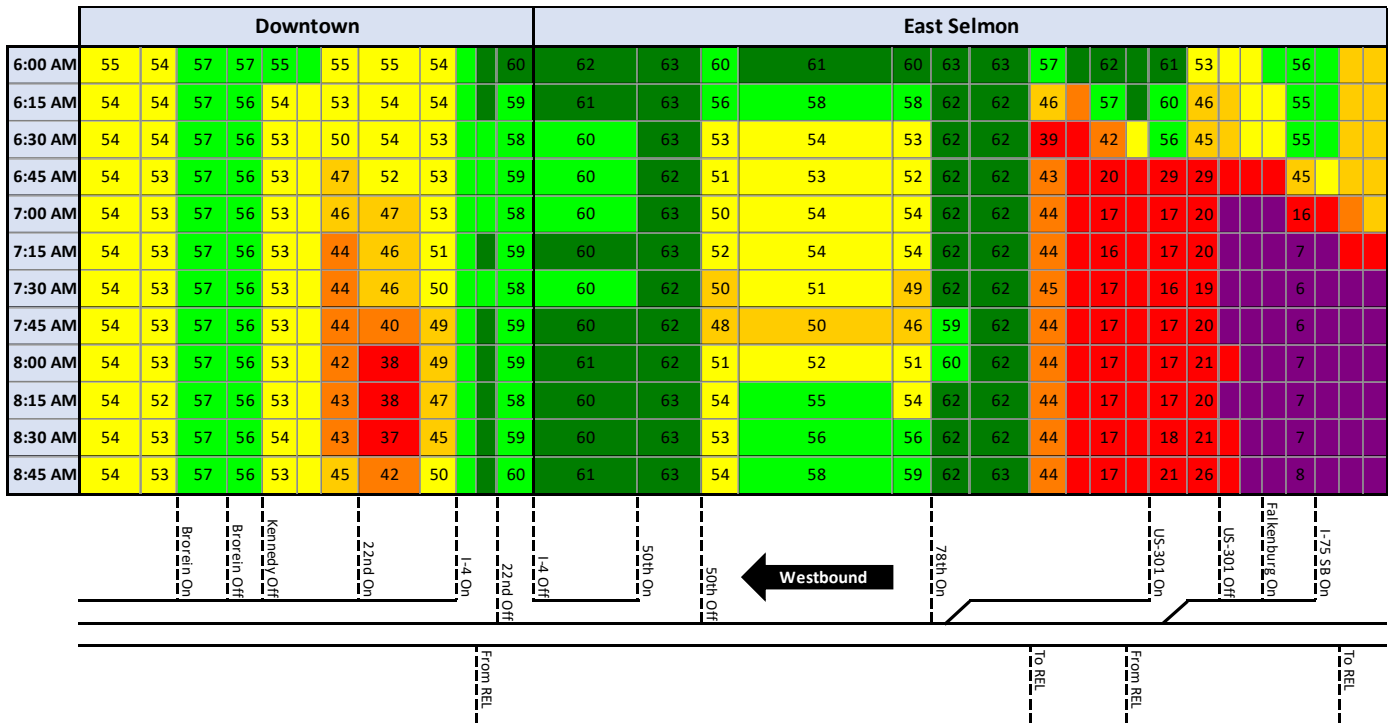 Downtown East Selmon
6:00 AM 55 54 57 57 55 55 55 54 60 62 63 60 61 60 63 63 57 62 61 53 56
6:15 AM 54 54 57 56 54 53 54 54 59 61 63 56 58 58 62 62 46 57 60 46 55
6:30 AM 54 54 57 56 53 50 54 53 58 60 63 53 54 53 62 62 39 42 56 45 55
6:45 AM 54 53 57 56 53 47 52 53 59 60 62 51 53 52 62 62 43 20 29 29 45
7:00 AM 54 53 57 56 53 46 47 53 58 60 63 50 54 54 62 62 44 17 17 20 16
7:15 AM 54 53 57 56 53 44 46 51 59 60 63 52 54 54 62 62 44 16 17 20 7
7:30 AM 54 53 57 56 53 44 46 50 58 60 62 50 51 49 62 62 45 17 16 19 6
7:45 AM 54 53 57 56 53 44 40 49 59 60 62 48 50 46 59 62 44 17 17 20 6
8:00 AM 54 53 57 56 53 42 38 49 59 61 62 51 52 51 60 62 44 17 17 21 7
8:15 AM 54 52 57 56 53 43 38 47 58 60 63 54 55 54 62 62 44 17 17 20 7
8:30 AM 54 53 57 56 54 43 37 45 59 60 63 53 56 56 62 62 44 17 18 21 7
8:45 AM 54 53 57 56 53 45 42 50 60 61 63 54 58 59 62 63 44 17 21 26 8
Brorein On
Brorein Off
Kennedy Off
22nd On
I-4 On
22nd Off
I-4 Off
50th On
50th Off
Westbound
78th On
US-301 On
US-301 Off
Falkenburg On
I-75 SB On
From REL
To REL
From REL
To REL